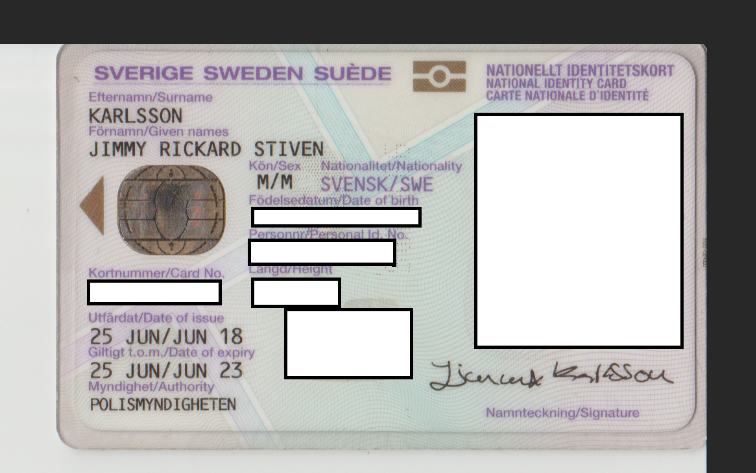 SVERIGE SWEDEN SUÈDE
NATIONELLT IDENTITETSKORT
NATIONAL IDENTITY CARD
CARTE NATIONALE D'IDENTITÉ
Efternamn/Surname
KARLSSON
Förnamn/Given names
JIMMY RICKARD STIVEN
Kön/Sex Nationalitet/Nationality
M/M SVENSK/SWE
Födelsedatum/Date of birth
Personnr/Personal Id. No.
Kortnummer/Card No.
Längd/Height
Utfärdat/Date of issue
25 JUN/JUN 18
Giltigt t.o.m./Date of expiry
25 JUN/JUN 23
Myndighet/Authority
POLISMYNDIGHETEN
Karlsson
Namnteckning/Signature